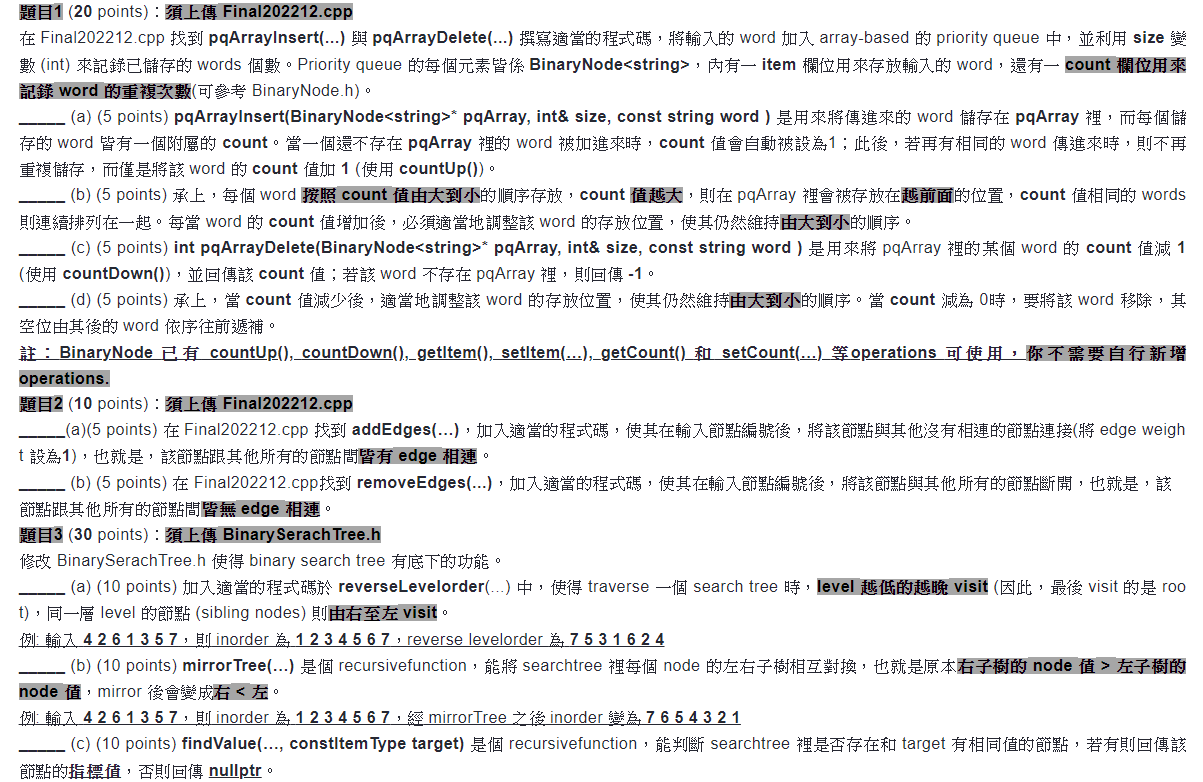 題目1 (20 points)：須上傳 Final202212.cpp
在 Final202212.cpp 找到 pqArrayInsert(...) 與 pqArrayDelete(...) 撰寫適當的程式碼，將輸入的 word 加入 array-based 的 priority queue 中，並利用 size 變
數 (int) 來記錄已儲存的 words 個數。Priority queue 的每個元素皆係 BinaryNode<string>，內有一 item 欄位用來存放輸入的 word，還有一 count 欄位用來
記錄 word 的重複次數(可參考 BinaryNode.h)。
_____ (a) (5 points) pqArrayInsert(BinaryNode<string>* pqArray, int& size, const string word ) 是用來將傳進來的 word 儲存在 pqArray 裡，而每個儲
存的 word 皆有一個附屬的 count。當一個還不存在 pqArray 裡的 word 被加進來時，count 值會自動被設為1；此後，若再有相同的 word 傳進來時，則不再
重複儲存，而僅是將該 word 的 count 值加 1 (使用 countUp())。
_____ (b) (5 points) 承上，每個 word 按照 count 值由大到小的順序存放，count 值越大，則在 pqArray 裡會被存放在越前面的位置，count 值相同的 words
則連續排列在一起。每當 word 的 count 值增加後，必須適當地調整該 word 的存放位置，使其仍然維持由大到小的順序。
_____ (c) (5 points) int pqArrayDelete(BinaryNode<string>* pqArray, int& size, const string word ) 是用來將 pqArray 裡的某個 word 的 count 值減 1
(使用 countDown())，並回傳該 count 值；若該 word 不存在 pqArray 裡，則回傳 -1。
_____ (d) (5 points) 承上，當 count 值減少後，適當地調整該 word 的存放位置，使其仍然維持由大到小的順序。當 count 減為 0時，要將該 word 移除，其
空位由其後的 word 依序往前遞補。
註：BinaryNode 已有 countUp(), countDown(), getItem(), setItem(...), getCount() 和 setCount(...) 等operations 可使用，你不需要自行新增
operations.
題目2 (10 points)：須上傳 Final202212.cpp
_____(a)(5 points) 在 Final202212.cpp 找到 addEdges(...)，加入適當的程式碼，使其在輸入節點編號後，將該節點與其他沒有相連的節點連接(將 edge weigh
t 設為1)，也就是，該節點跟其他所有的節點間皆有 edge 相連。
_____ (b) (5 points) 在 Final202212.cpp找到 removeEdges(...)，加入適當的程式碼，使其在輸入節點編號後，將該節點與其他所有的節點斷開，也就是，該
節點跟其他所有的節點間皆無 edge 相連。
題目3 (30 points)：須上傳 BinarySerachTree.h
修改 BinarySerachTree.h 使得 binary search tree 有底下的功能。
_____ (a) (10 points) 加入適當的程式碼於 reverseLevelorder(...) 中，使得 traverse 一個 search tree 時，level 越低的越晚 visit (因此，最後 visit 的是 roo
t)，同一層 level 的節點 (sibling nodes) 則由右至左 visit。
例: 輸入 4 2 6 1 3 5 7，則 inorder 為 1 2 3 4 5 6 7，reverse levelorder 為 7 5 3 1 6 2 4
_____ (b) (10 points) mirrorTree(...) 是個 recursivefunction，能將 searchtree 裡每個 node 的左右子樹相互對換，也就是原本右子樹的 node 值 > 左子樹的
node 值，mirror 後會變成右 < 左。
例: 輸入 4 2 6 1 3 5 7，則 inorder 為 1 2 3 4 5 6 7，經 mirrorTree 之後 inorder 變為 7 6 5 4 3 2 1
_____ (c) (10 points) findValue(..., constItemType target) 是個 recursivefunction，能判斷 searchtree 裡是否存在和 target 有相同值的節點，若有則回傳該
節點的指標值，否則回傳 nullptr。